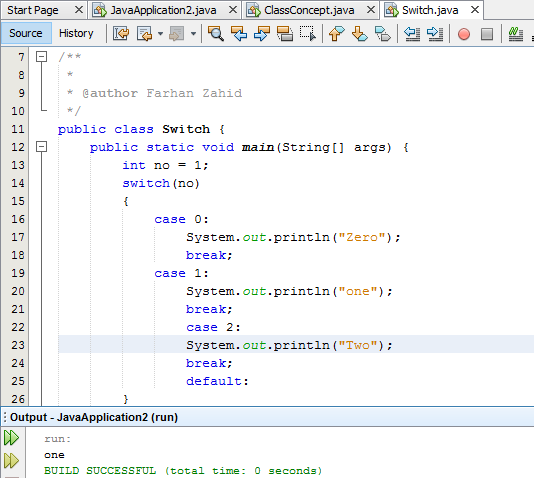 Start Page JavaApplication2.java ClassConcept.java Switch.java
Source History
7 /**
8 *
9 * @author Farhan Zahid
10 */
11 public class Switch {
12 public static void main(String[] args) {
13 int no = 1;
14 switch(no)
15 {
16 case 0:
17 System.out.println("Zero");
18 break;
19 case 1:
20 System.out.println("one");
21 break;
22 case 2:
23 System.out.println("Two");
24 break;
25 default:
26 }
Output - JavaApplication2 (run)
run:
one
BUILD SUCCESSFUL (total time: 0 seconds)